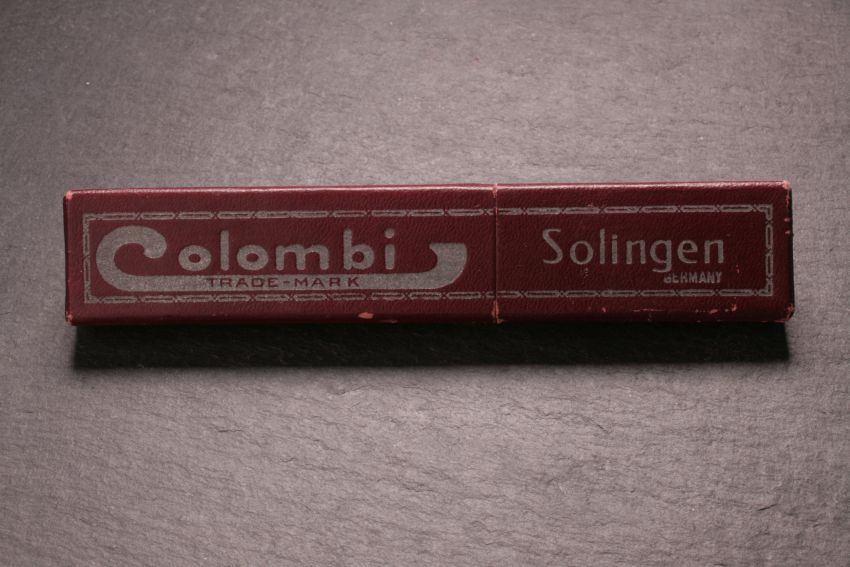 Colombi
TRADE-MARK
Solingen
GERMANY